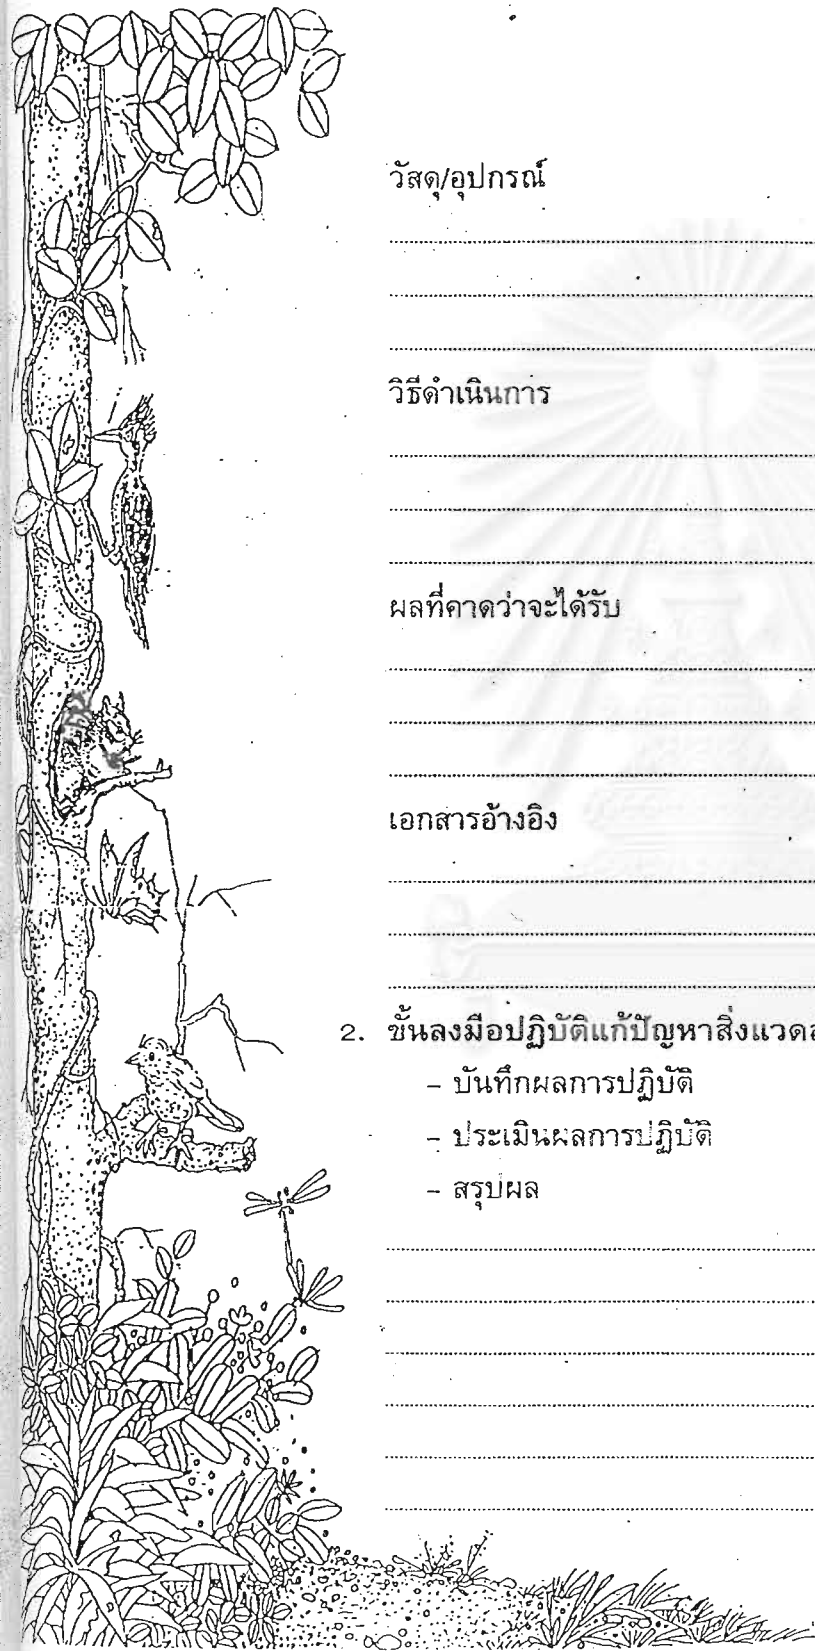 วัสดุ/อุปกรณ์
วิธีดำเนินการ
ผลที่คาดว่าจะได้รับ
เอกสารอ้างอิง
2. ขั้นลงมือปฏิบัติแก้ปัญหาสิ่งแวด
– บันทึกผลการปฏิบัติ
– ประเมินผลการปฏิบัติ
– สรุปผล